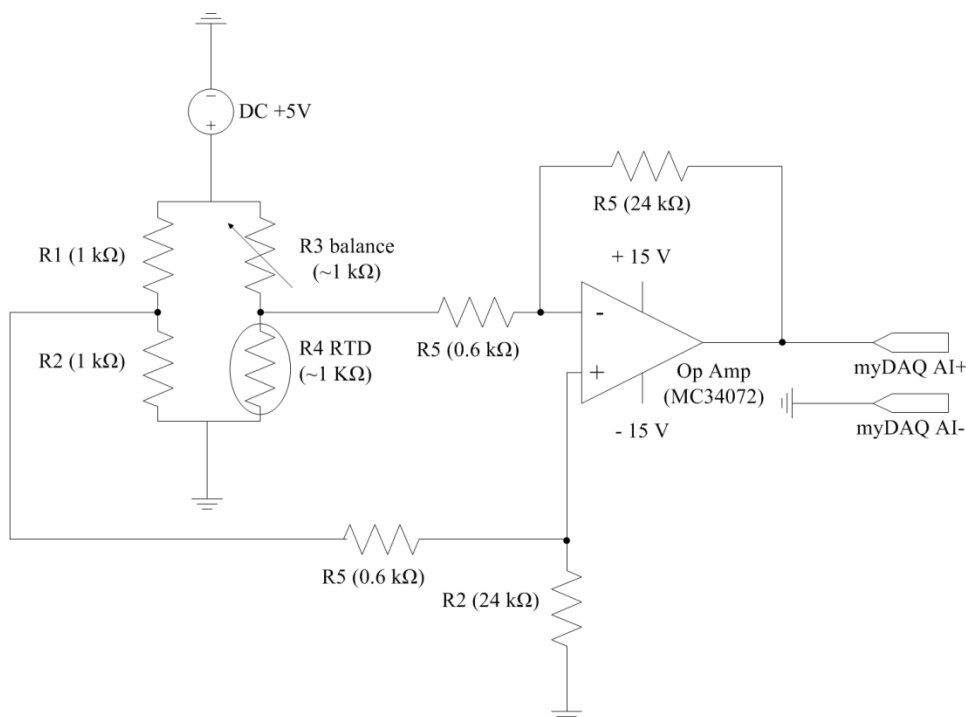 DC +5V
R5 (24 kΩ)
R1 (1 kΩ)
R3 balance
(~1 kΩ)
+ 15 V
R2 (1 kΩ)
R4 RTD
(~1 KΩ)
R5 (0.6 kΩ)
Op Amp
(MC34072)
myDAQ AI+
- 15 V
myDAQ AI-
R5 (0.6 kΩ)
R2 (24 kΩ)